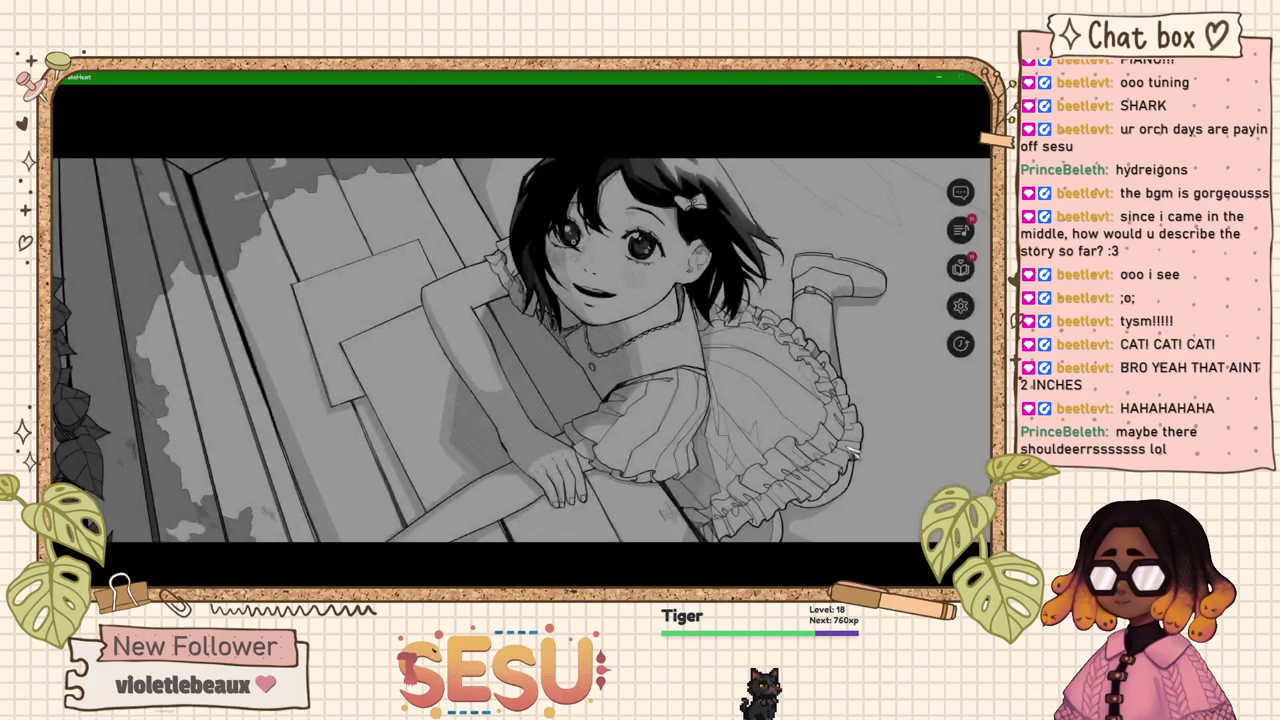 Chat box
PIANO!!!
beetlevt: ooo tuning
beetlevt: SHARK
beetlevt: ur orch days are payin
off sesu
PrinceBeleth: hydreigons
beetlevt: the bgm is gorgeousss
beetlevt: since i came in the
middle, how would u describe the
story so far? :3
beetlevt: ooo i see
beetlevt: ;o;
beetlevt: tysm!!!!!
beetlevt: CAT! CAT! CAT!
beetlevt: BRO YEAH THAT AINT
2 INCHES
beetlevt: HAHAHAHAHA
PrinceBeleth: maybe there
shouldeerrsssssss lol
New Follower
violetlebeaux
SESU
Tiger
Level: 18
Next: 760xp